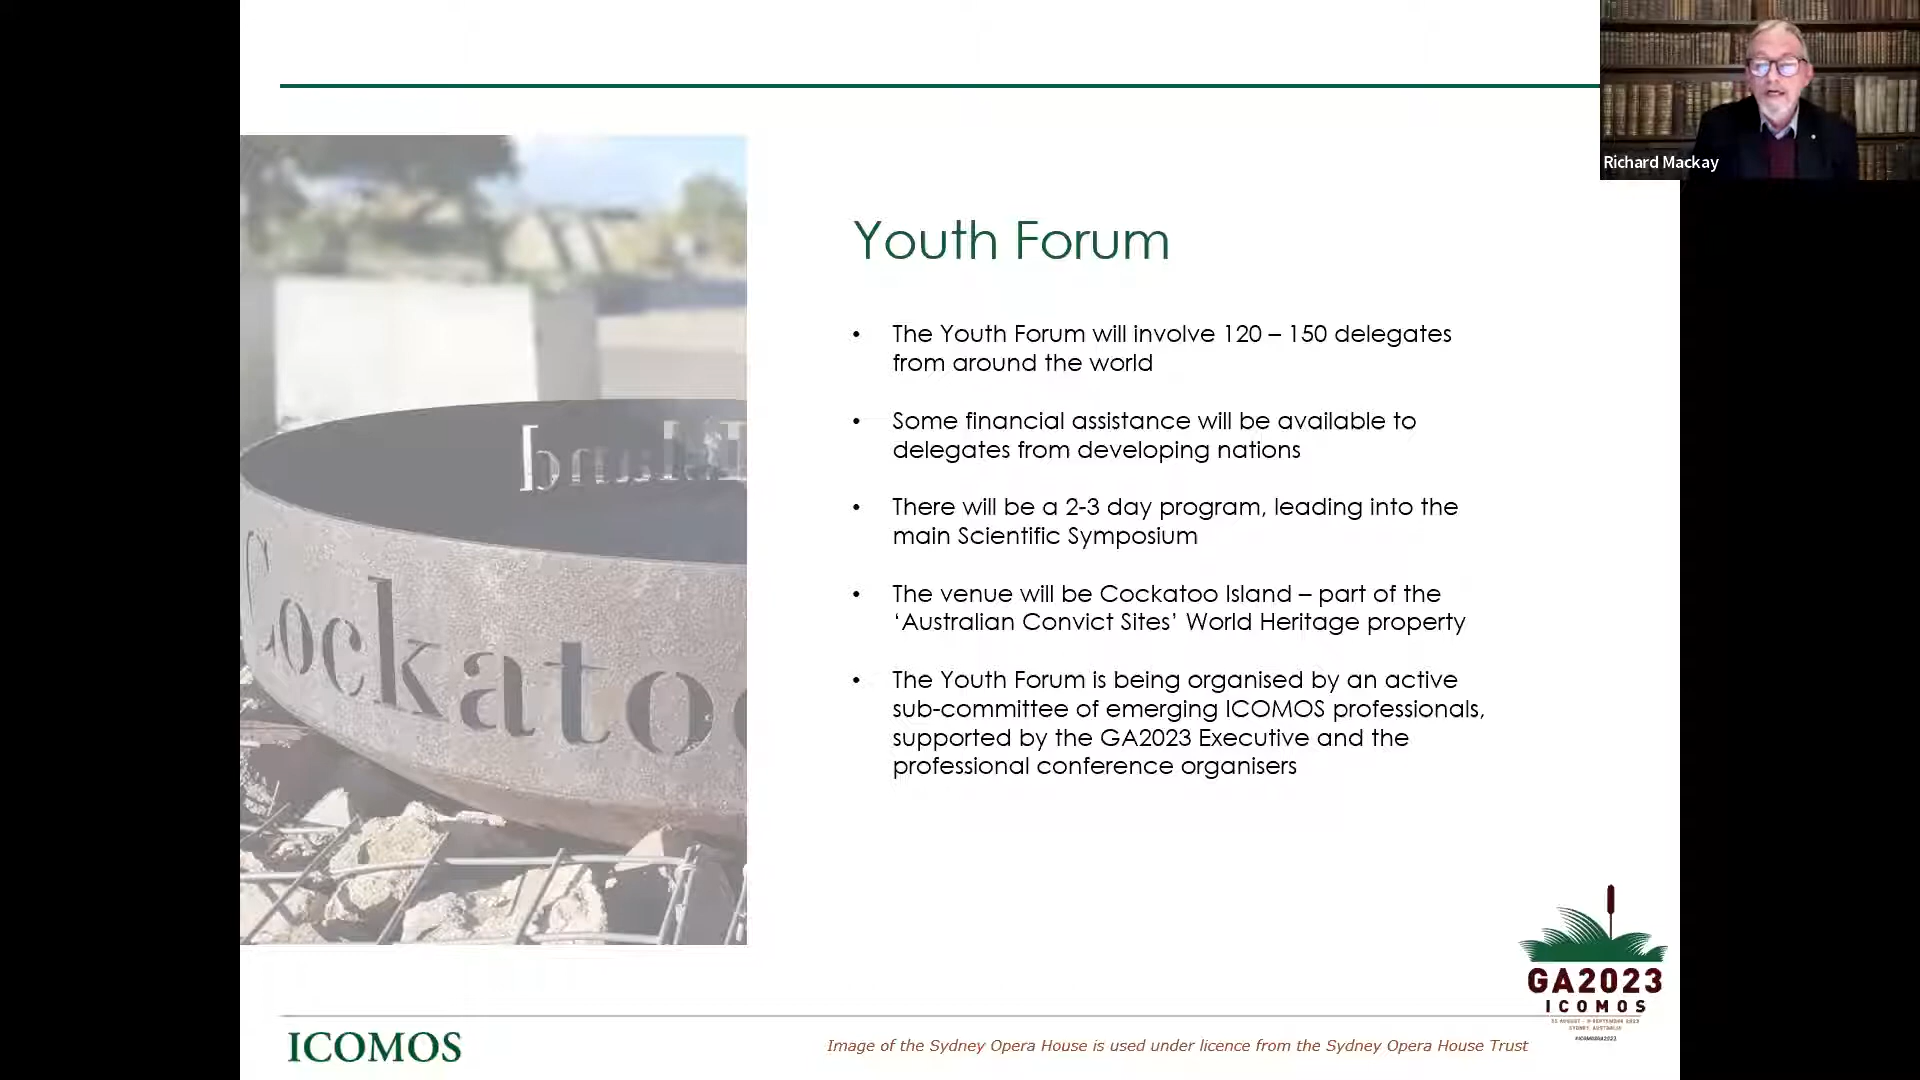 Richard Mackay
Youth Forum
• The Youth Forum will involve 120 – 150 delegates
from around the world
• Some financial assistance will be available to
delegates from developing nations
• There will be a 2-3 day program, leading into the
main Scientific Symposium
• The venue will be Cockatoo Island – part of the
‘Australian Convict Sites’ World Heritage property
• The Youth Forum is being organised by an active
sub-committee of emerging ICOMOS professionals,
supported by the GA2023 Executive and the
professional conference organisers
ockatoo
GA2023
ICOMOS
#ICOMOSGA2023
ICOMOS
Image of the Sydney Opera House is used under licence from the Sydney Opera House Trust